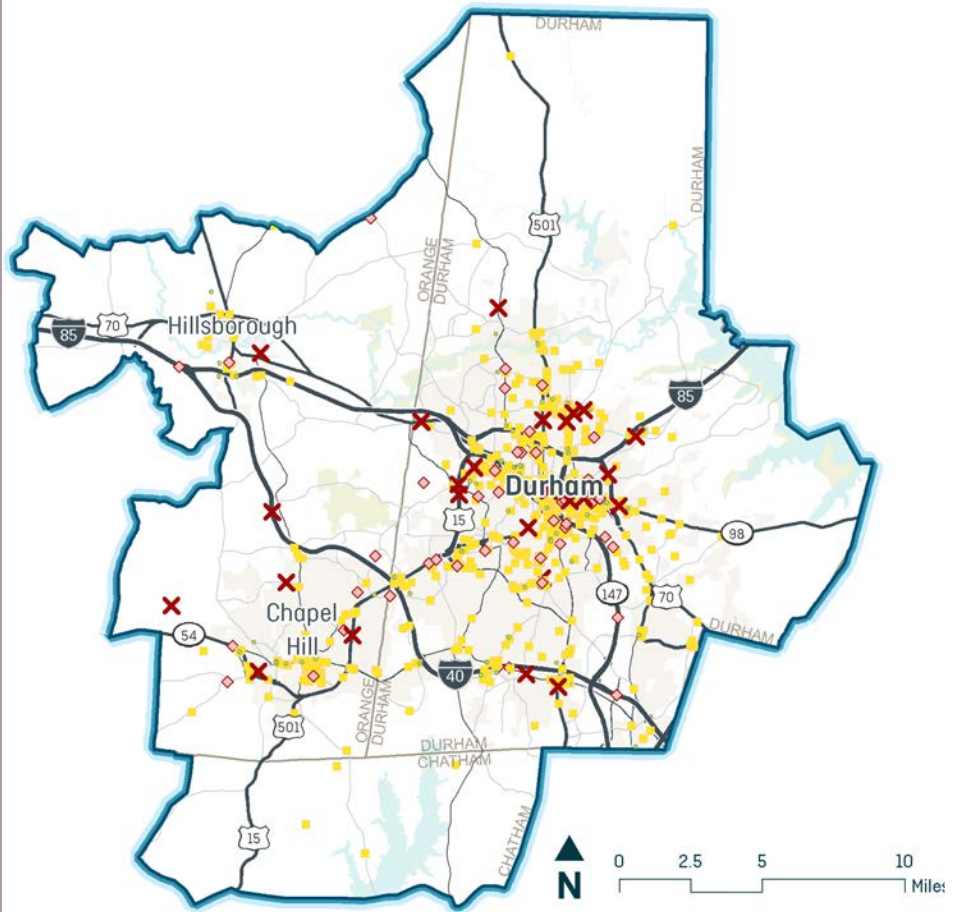 DURHAM
DURHAM
501
ORANGE
DURHAM
85
70
Hillsborough
85
Durham
15
98
147
70
Chapel
Hill
54
DURHAM
40
501
ORANGE
DURHAM
DURHAM
CHATHAM
15
CHATHAM
N
0
2.5
5
10
Miles